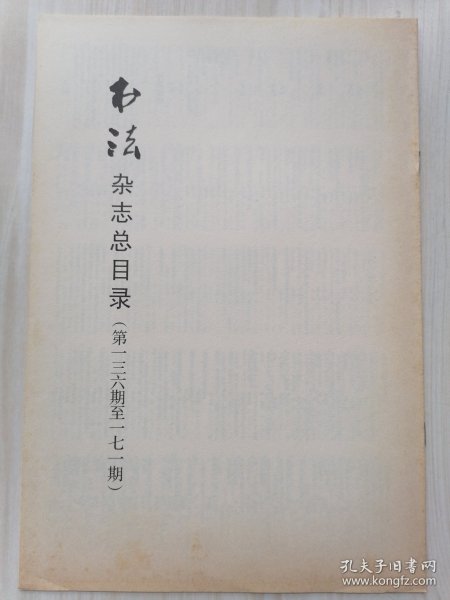 书法
杂志总目录
(第一三六期至一七一期)
孔夫子旧书网
www.kongfz.com